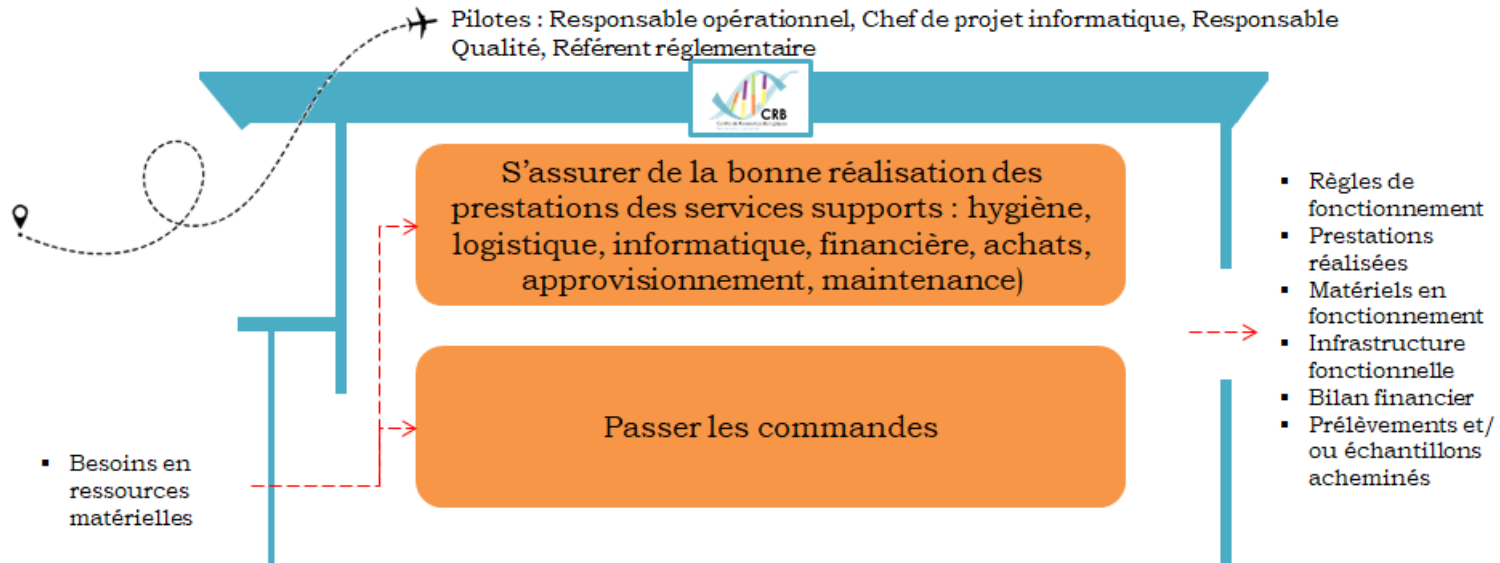 Pilotes : Responsable opérationnel, Chef de projet informatique, Responsable
Qualité, Référent réglementaire
CRB
S'assurer de la bonne réalisation des
prestations des services supports : hygiène,
logistique, informatique, financière, achats,
approvisionnement, maintenance)
Passer les commandes
▪ Besoins en
ressources
matérielles
▪ Règles de
fonctionnement
▪ Prestations
réalisées
▪ Matériels en
fonctionnement
▪ Infrastructure
fonctionnelle
▪ Bilan financier
▪ Prélèvements et/
ou échantillons
acheminés